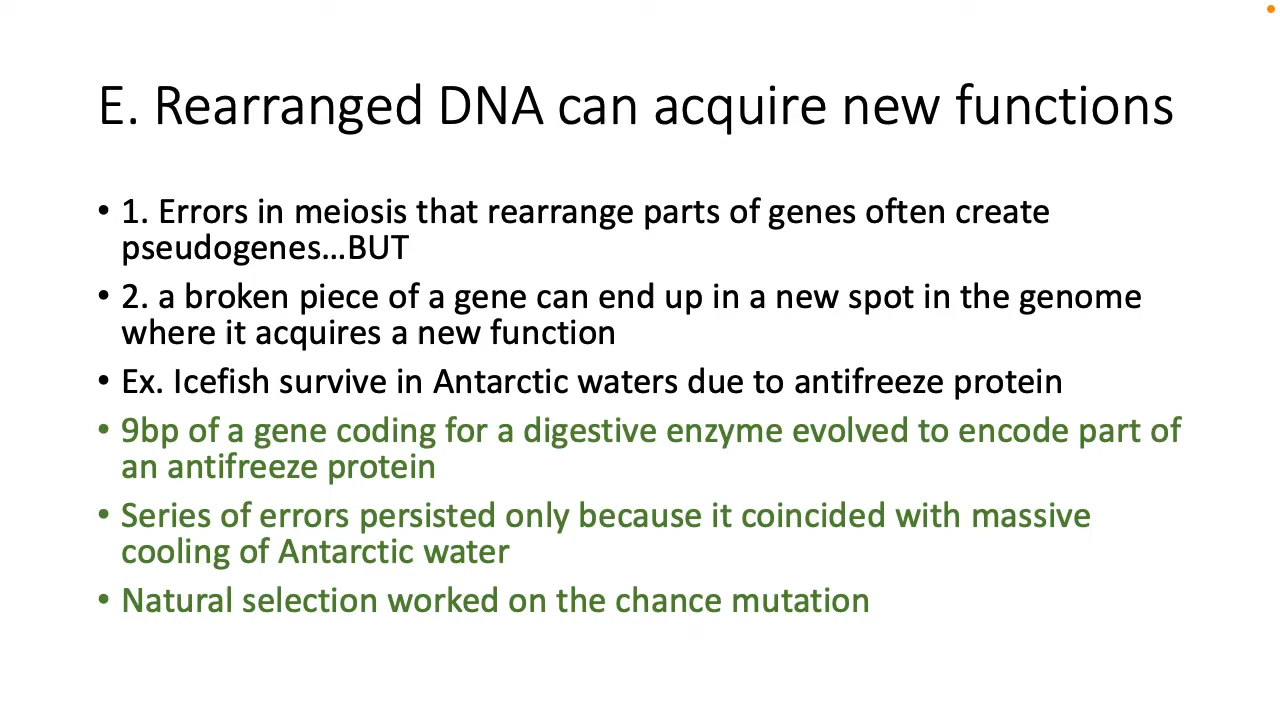 E. Rearranged DNA can acquire new functions
• 1. Errors in meiosis that rearrange parts of genes often create
pseudogenes...BUT
• 2. a broken piece of a gene can end up in a new spot in the genome
where it acquires a new function
• Ex. Icefish survive in Antarctic waters due to antifreeze protein
• 9bp of a gene coding for a digestive enzyme evolved to encode part of
an antifreeze protein
• Series of errors persisted only because it coincided with massive
cooling of Antarctic water
• Natural selection worked on the chance mutation